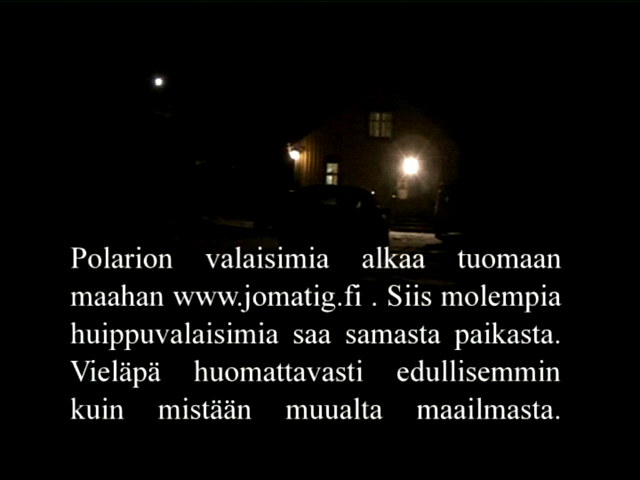 Polarion valaisimia alkaa tuomaan
maahan www.jomatig.fi . Siis molempia
huippuvalaisimia saa samasta paikasta.
Vieläpä huomattavasti edullisemmin
kuin mistään muualta maailmasta.